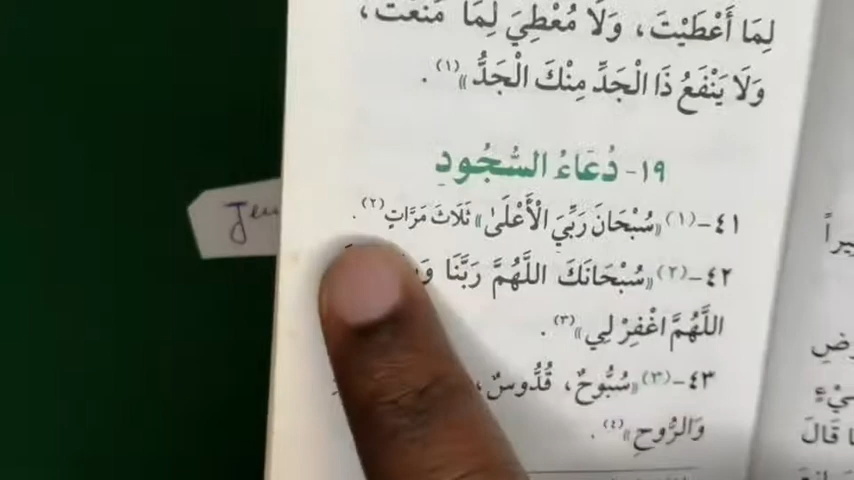 لِمَا أَعْطَيْتَ، وَلَا مُعْطِيَ لِمَا مَنَعْتَ،
وَلَا يَنْفَعُ ذَا الْجَدِّ مِنْكَ الْجَدُّ»(١).
١٩- دُعَاءُ السُّجُودِ
٤١-(١) «سُبْحَانَ رَبِّيَ الْأَعْلَىٰ» ثَلَاثَ مَرَّاتٍ(٢).
٤٢-(٢) «سُبْحَانَكَ اللَّهُمَّ رَبَّنَا
اللَّهُمَّ اغْفِرْ لِي»(٣).
٤٣-(٣) «سُبُّوحٌ، قُدُّوسٌ،
وَالرُّوحِ»(٤).